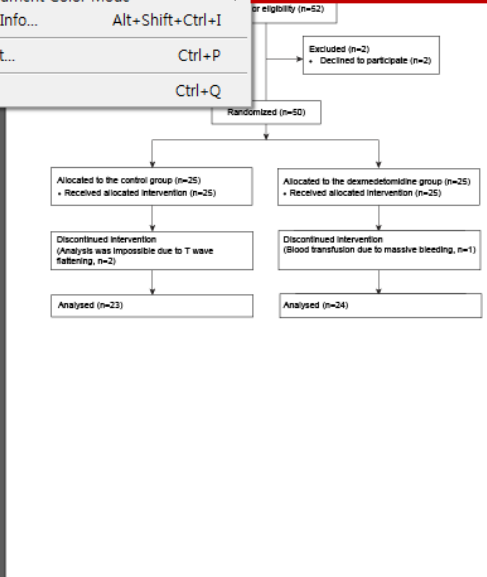 Info... Alt+Shift+Ctrl+I
t... Ctrl+P
Ctrl+Q
or eligibility (n=52)
Excluded (n=2)
• Declined to participate (n=2)
Randomized (n=50)
Allocated to the control group (n=25)
• Received allocated intervention (n=25)
Allocated to the dexmedetomidine group (n=25)
• Received allocated intervention (n=25)
Discontinued intervention
(Analysis was impossible due to T wave
flattening, n=2)
Discontinued intervention
(Blood transfusion due to massive bleeding, n=1)
Analysed (n=23)
Analysed (n=24)